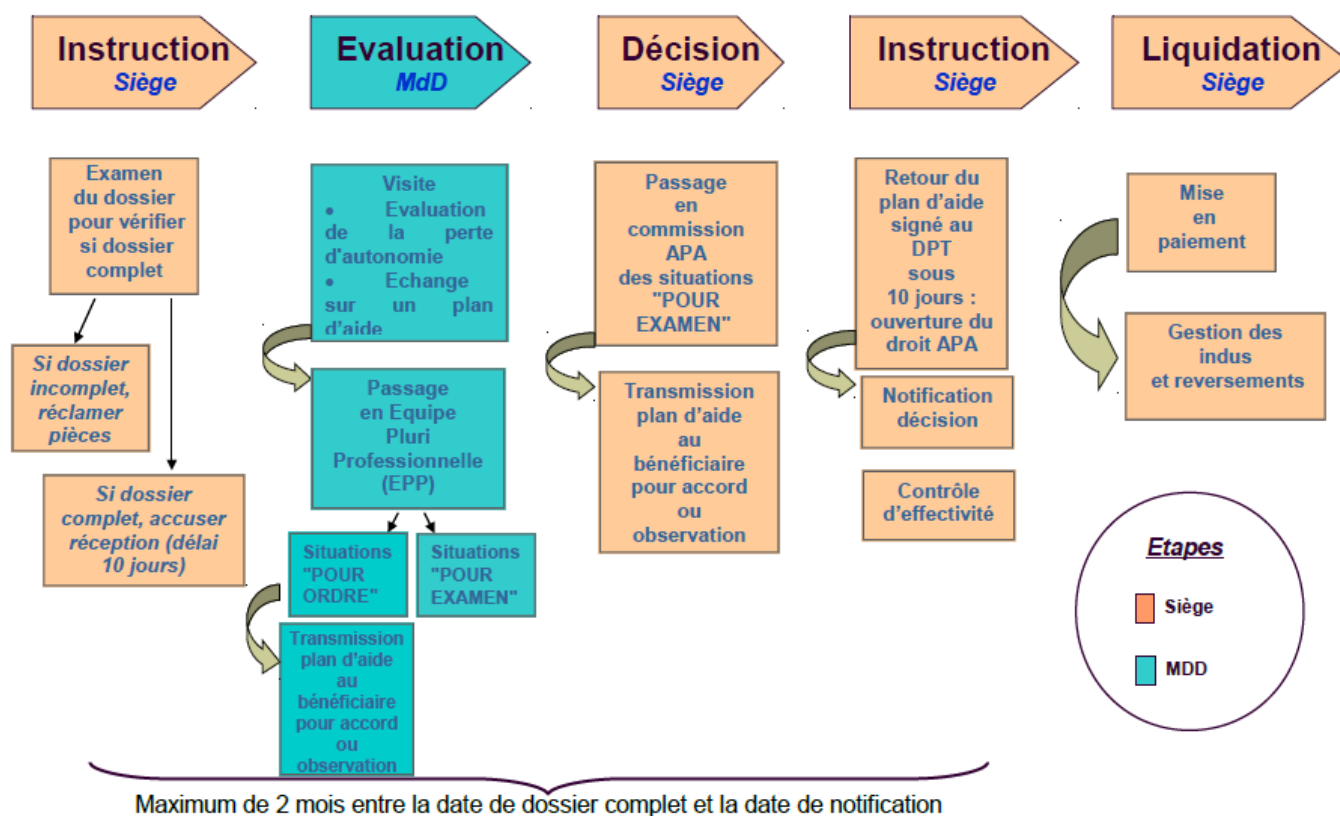 Instruction
Siège
Evaluation
MdD
Décision
Siège
Instruction
Siège
Liquidation
Siège
Examen
du dossier
pour vérifier
si dossier
complet
Si dossier
incomplet,
réclamer
pièces
Si dossier
complet, accuser
réception (délai
10 jours)
Visite
• Evaluation
de la perte
d'autonomie
• Echange
sur un plan
d'aide
Passage
en Equipe
Pluri
Professionnelle
(EPP)
Situations
"POUR
ORDRE"
Situations
"POUR
EXAMEN"
Transmission
plan d'aide
au
bénéficiaire
pour accord
ou
observation
Passage
en
commission
APA
des situations
"POUR
EXAMEN"
Transmission
plan d'aide
au
bénéficiaire
pour accord
ou
observation
Retour du
plan d'aide
signé au
DPT
sous
10 jours :
ouverture du
droit APA
Notification
décision
Contrôle
d'effectivité
Mise
en
paiement
Gestion des
indus
et reversements
Etapes
Siège
MDD
Maximum de 2 mois entre la date de dossier complet et la date de notification